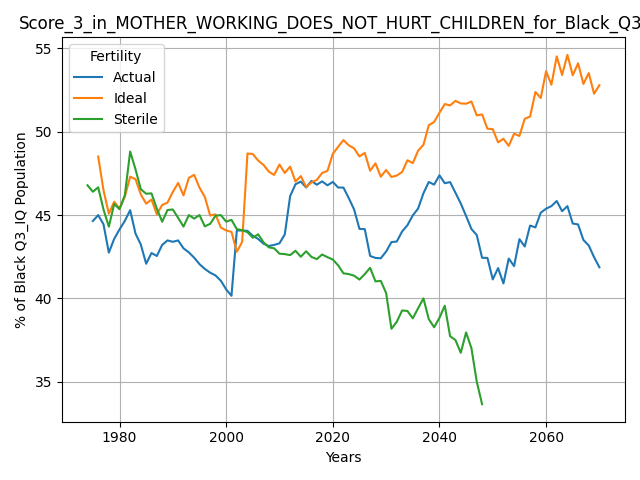 Score_3_in_MOTHER_WORKING_DOES_NOT_HURT_CHILDREN_for_Black_Q3
Fertility
Actual
Ideal
Sterile
% of Black Q3_IQ Population
55
50
45
40
35
1980
2000
2020
2040
2060
Years